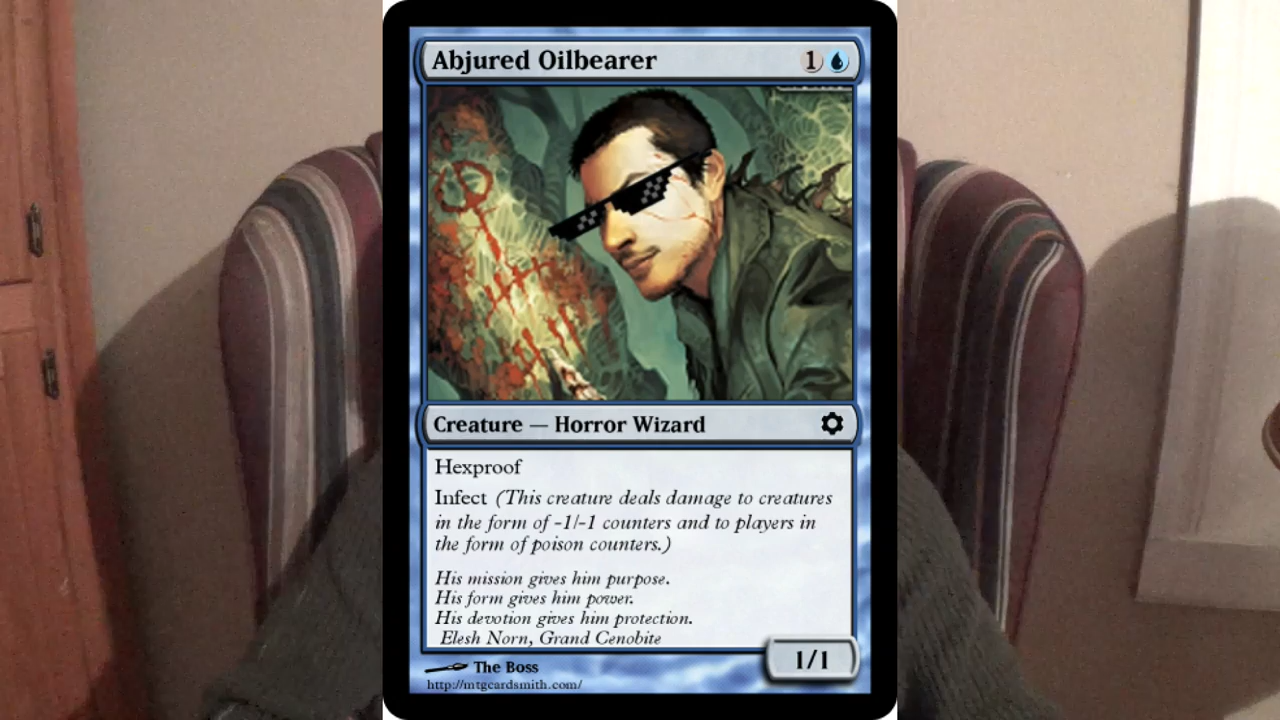 Abjured Oilbearer 1
Creature — Horror Wizard
Hexproof
Infect (This creature deals damage to creatures
in the form of -1/-1 counters and to players in
the form of poison counters.)
His mission gives him purpose.
His form gives him power.
His devotion gives him protection.
Elesh Norn, Grand Cenobite
1/1
The Boss
http://mtgcardsmith.com/